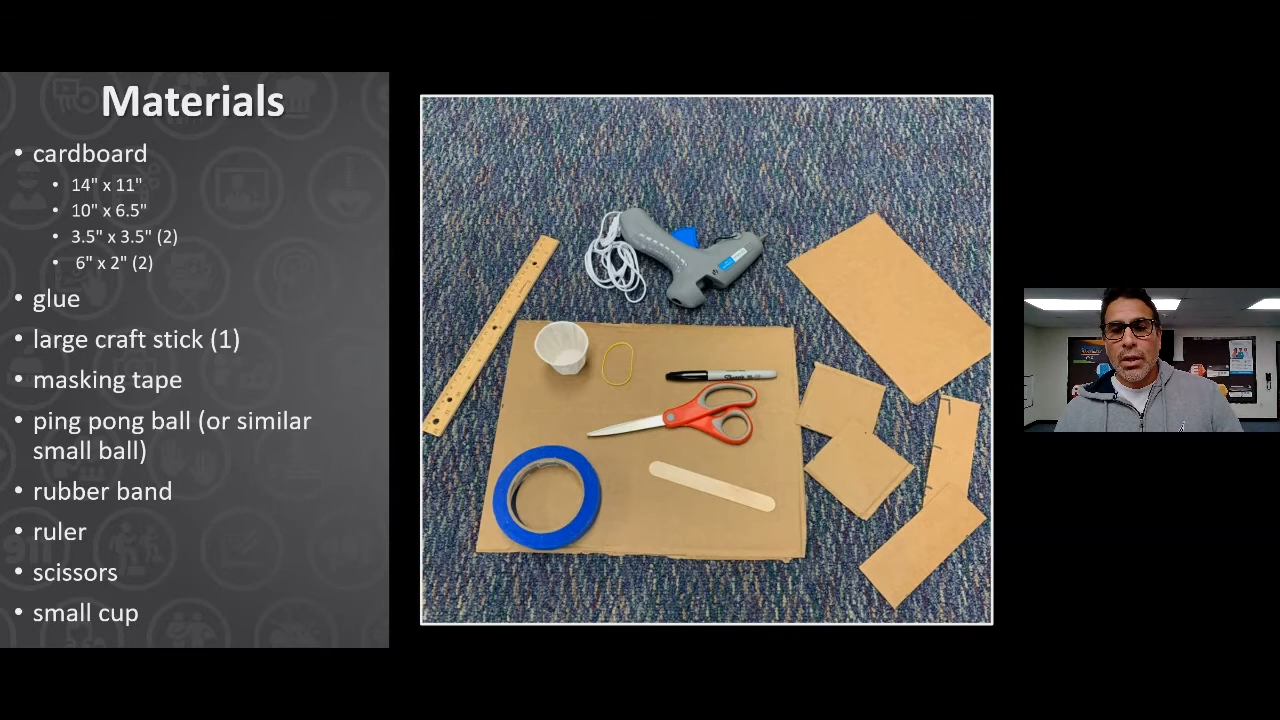 Materials
• cardboard
• 14" x 11"
• 10" x 6.5"
• 3.5" x 3.5" (2)
• 6" x 2" (2)
• glue
• large craft stick (1)
• masking tape
• ping pong ball (or similar
small ball)
• rubber band
• ruler
• scissors
• small cup
Sharpie